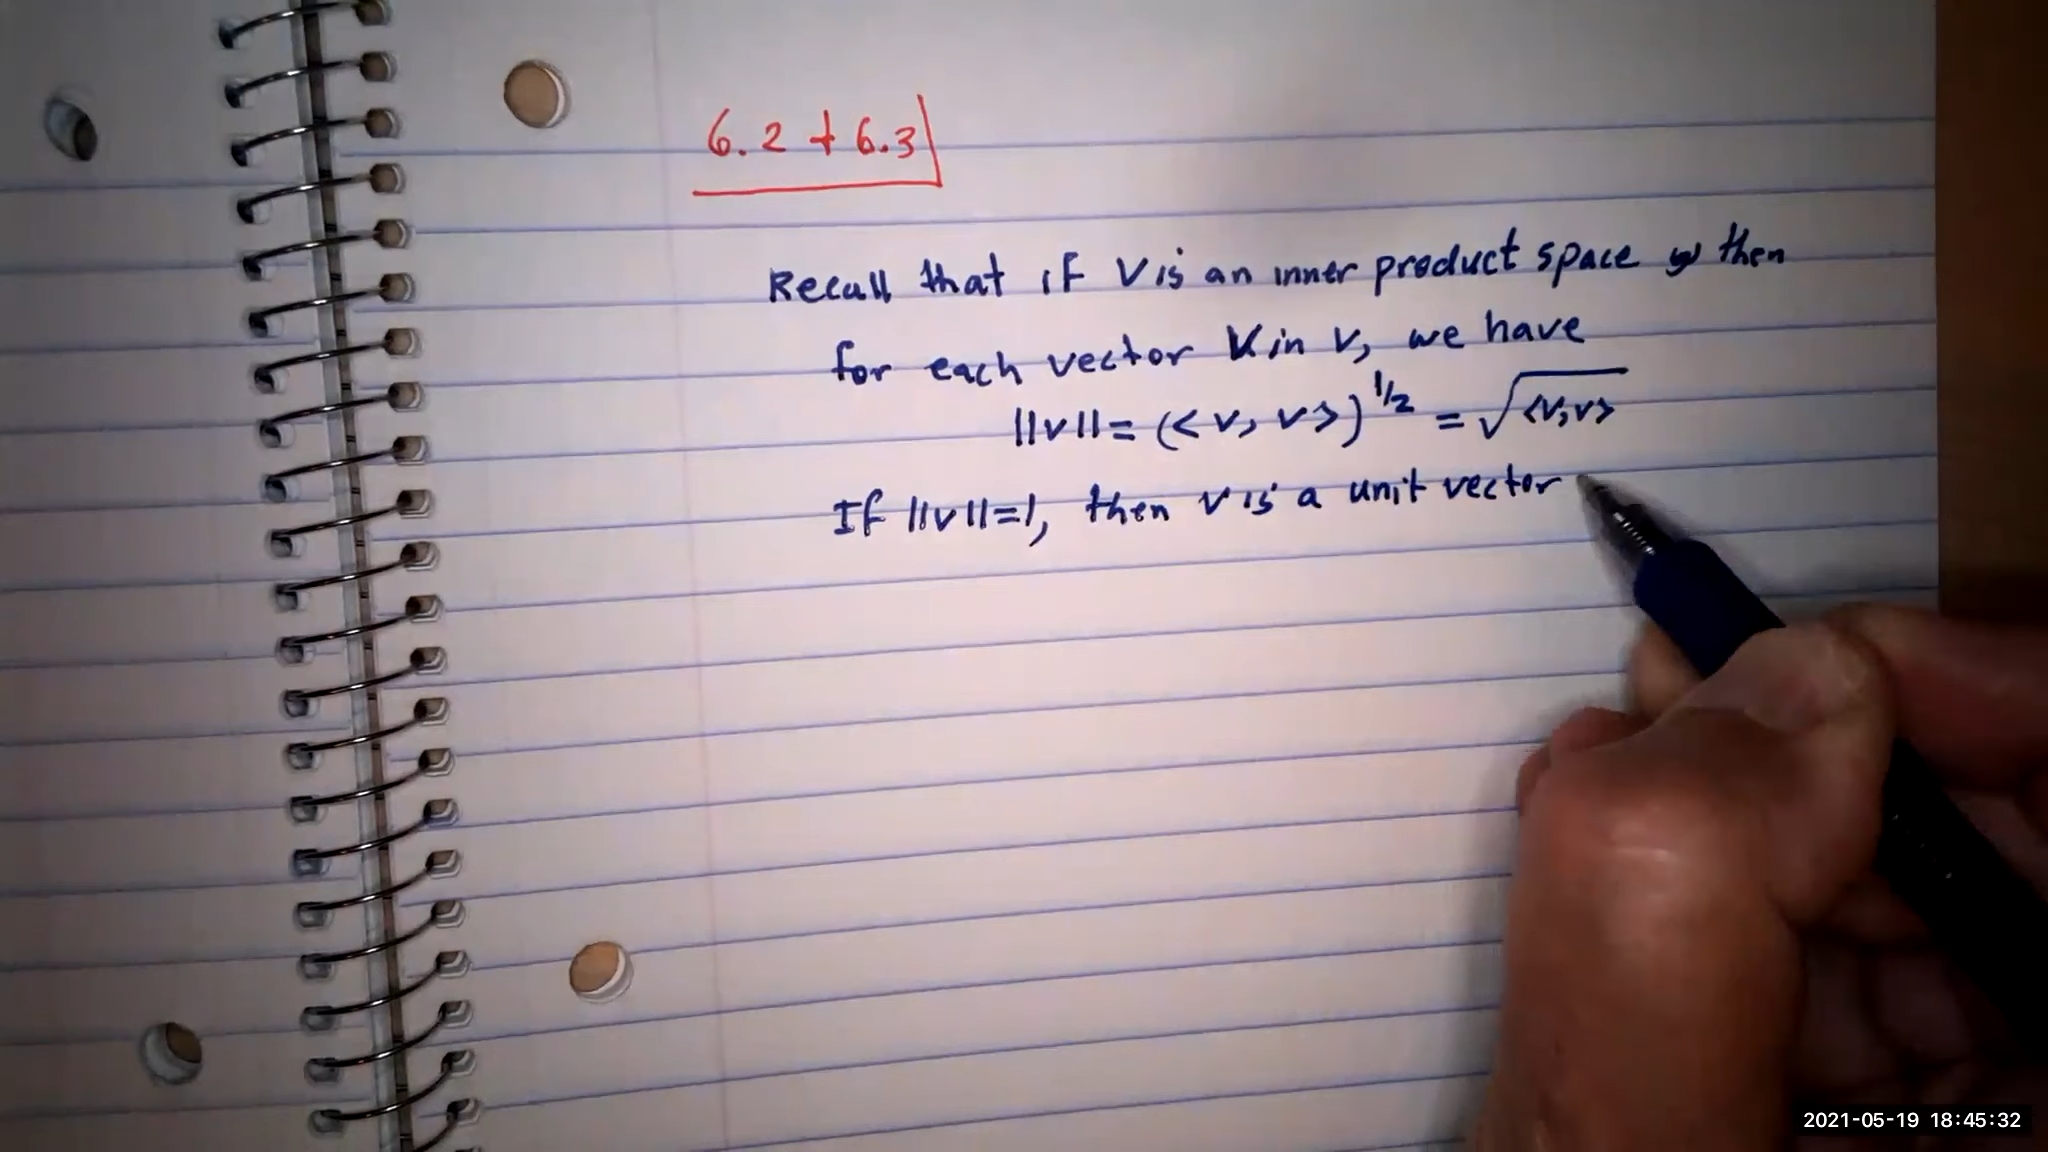 6.2 + 6.3
Recall that if V is an inner product space then
for each vector V in V, we have
||v|| = (<v, v>)^1/2 = √<v,v>
If ||v||=1, then v is a unit vector
2021-05-19 18:45:32